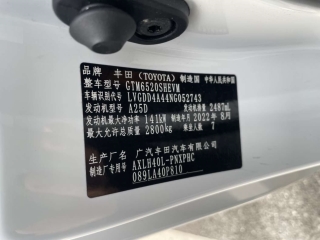 品牌 丰田(TOYOTA) 制造国 中华人民共和国
整车型号 GTM6520SHEVM
车辆识别代号 LVGDD4A44NG052743
发动机型号 A25D 发动机排量 2487mL
发动机最大净功率 141kW 制造年月 2022年8月
最大允许总质量 2800kg 乘坐人数 7
生产厂名 广汽丰田汽车有限公司
制造型号 AXLH40L-PNXPHC
089LA40P810